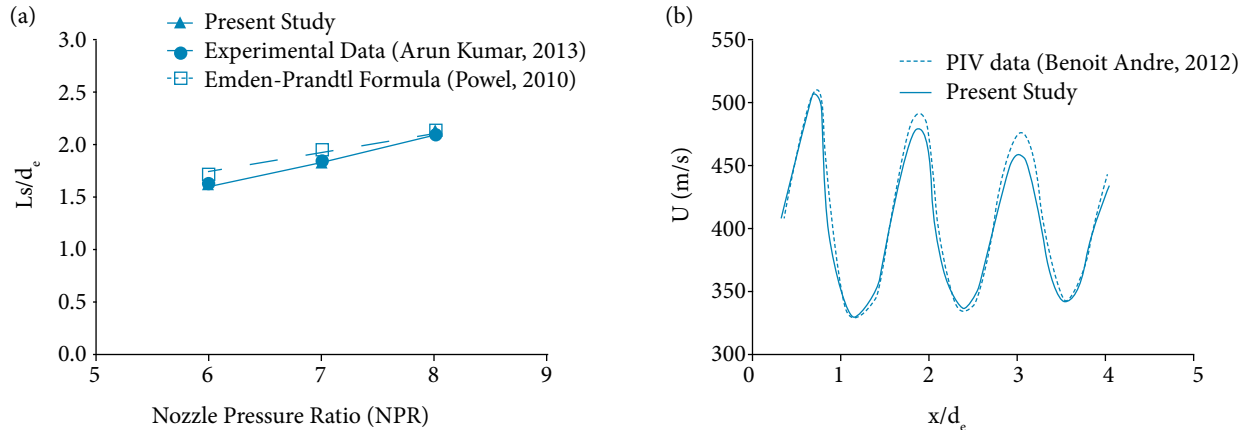 (a)
Present Study
Experimental Data (Arun Kumar, 2013)
Emden-Prandtl Formula (Powel, 2010)
3.0
2.5
2.0
1.5
1.0
0.5
0.0
Ls/de
5 6 7 8 9
Nozzle Pressure Ratio (NPR)
(b)
PIV data (Benoit Andre, 2012)
Present Study
550
500
450
400
350
300
U (m/s)
0 1 2 3 4 5
x/de